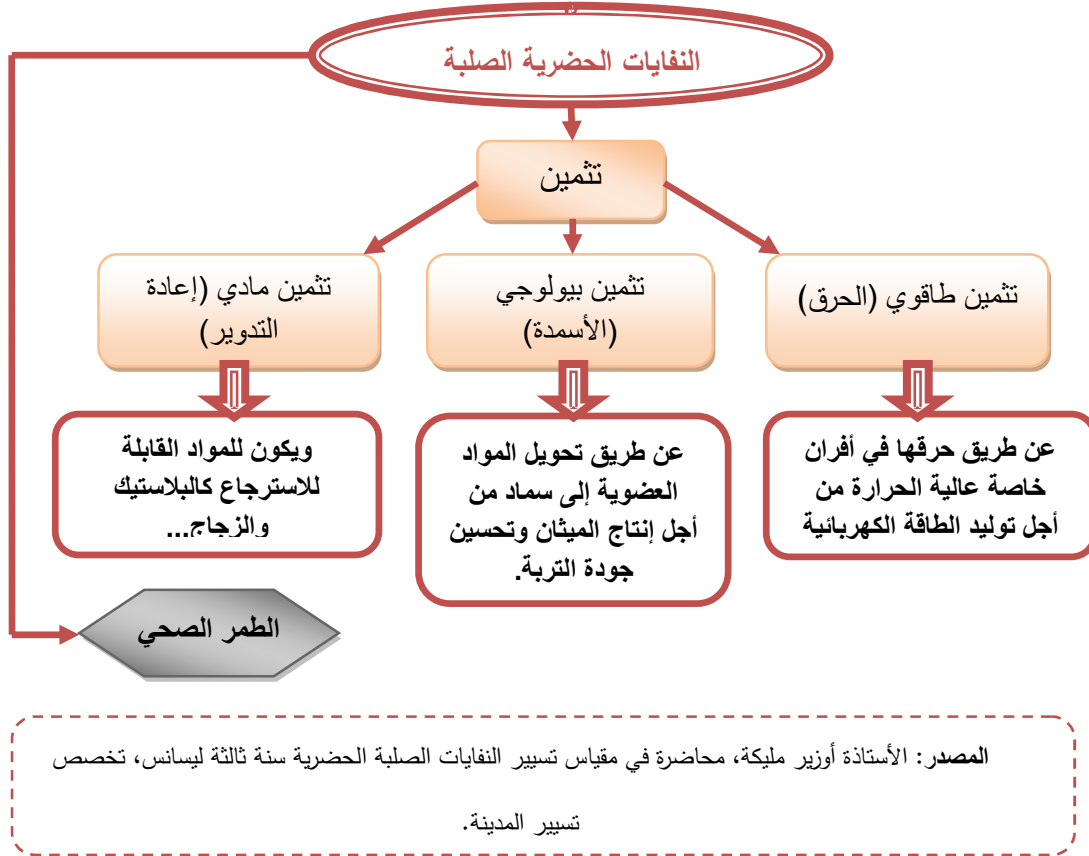 النفايات الحضرية الصلبة
تثمين
تثمين طاقوي (الحرق)
تثمين بيولوجي
(الأسمدة)
تثمين مادي (إعادة
التدوير)
عن طريق حرقها في أفران
خاصة عالية الحرارة من
أجل توليد الطاقة الكهربائية
عن طريق تحويل المواد
العضوية إلى سماد من
أجل إنتاج الميثان وتحسين
جودة التربة.
ويكون للمواد القابلة
للاسترجاع كالبلاستيك
والزجاج...
الطمر الصحي
المصدر: الأستاذة أوزير مليكة، محاضرة في مقياس تسيير النفايات الصلبة الحضرية سنة ثالثة ليسانس، تخصص
تسيير المدينة.